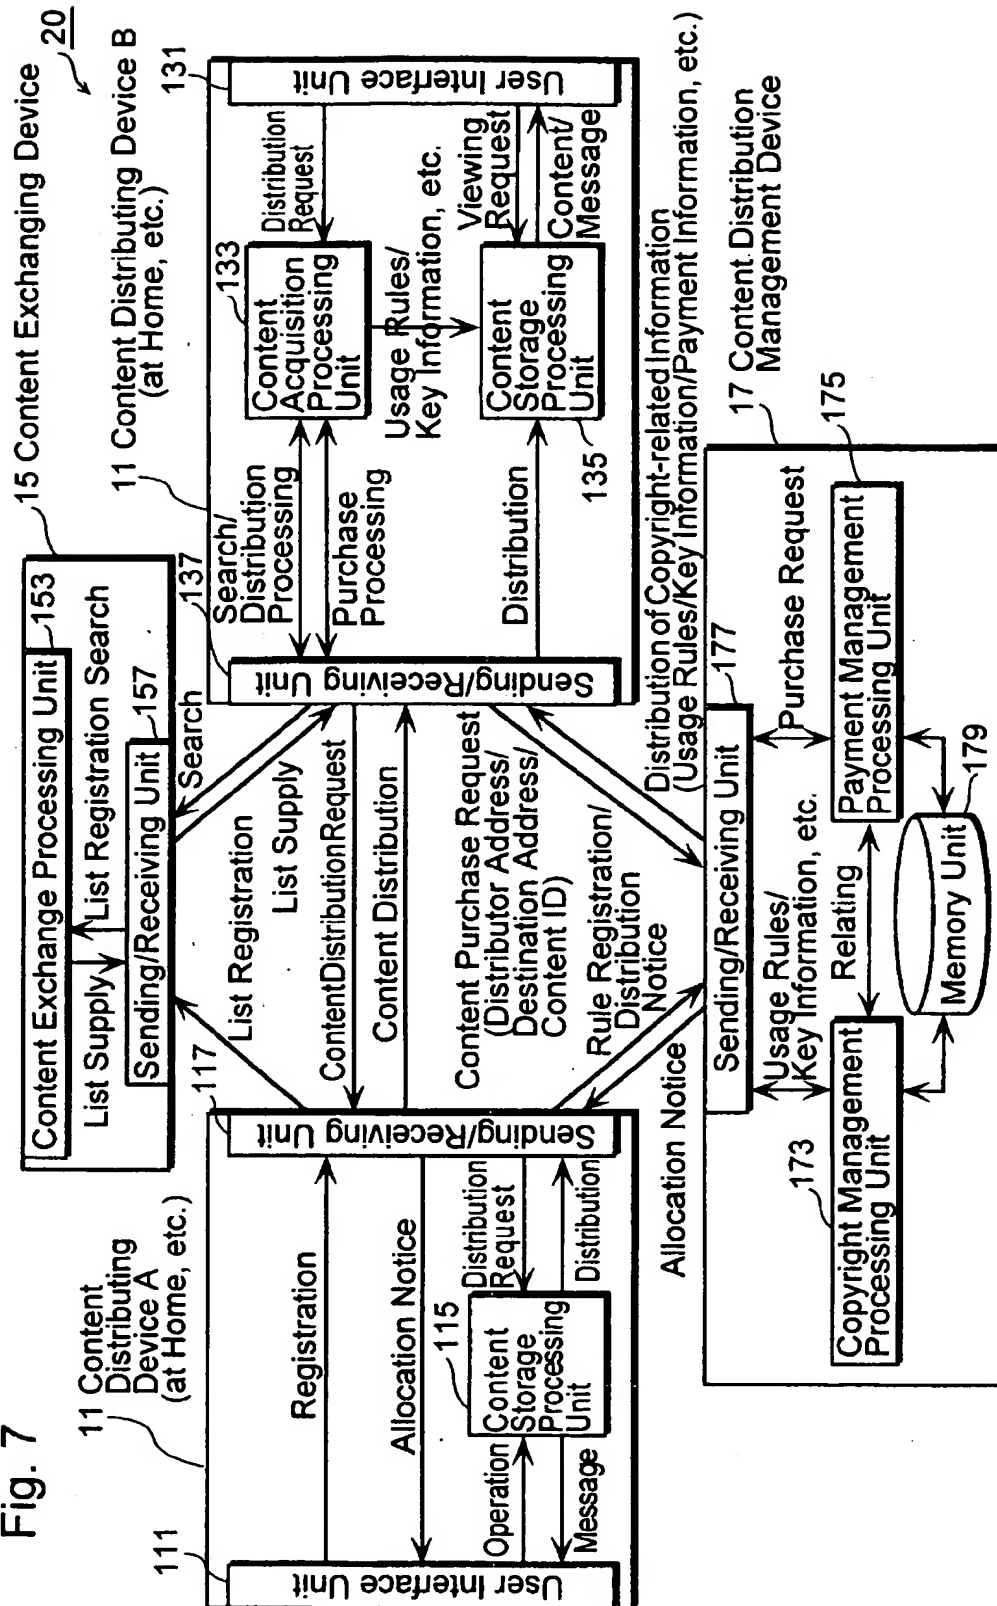 Fig. 7
20
15 Content Exchanging Device
Content Exchange Processing Unit
153
List Supply
List Registration Search
Sending/Receiving Unit
157
11 Content
Distributing
Device A
(at Home, etc.)
111
User Interface Unit
Registration
Allocation Notice
Operation
Message
115
Content
Storage
Processing
Unit
Distribution
Request
Distribution
117
Sending/Receiving Unit
List Registration
Search
List Supply
ContentDistributionRequest
Content Distribution
Content Purchase Request
(Distributor Address/
Destination Address/
Content ID)
Rule Registration/
Distribution
Notice
Allocation Notice
11 Content Distributing Device B
(at Home, etc.)
137
Sending/Receiving Unit
Search/
Distribution
Processing
Purchase
Processing
Distribution
133
Content
Acquisition
Processing
Unit
Usage Rules/
Key Information, etc.
Content
Storage
Processing
Unit
135
Distribution
Request
Viewing
Request
Content/
Message
131
User Interface Unit
Distribution of Copyright-related Information
(Usage Rules/Key Information/Payment Information, etc.)
17 Content Distribution
Management Device
Sending/Receiving Unit
177
Usage Rules/
Key Information, etc.
Purchase Request
173
Copyright Management
Processing Unit
Relating
175
Payment Management
Processing Unit
Memory Unit
179